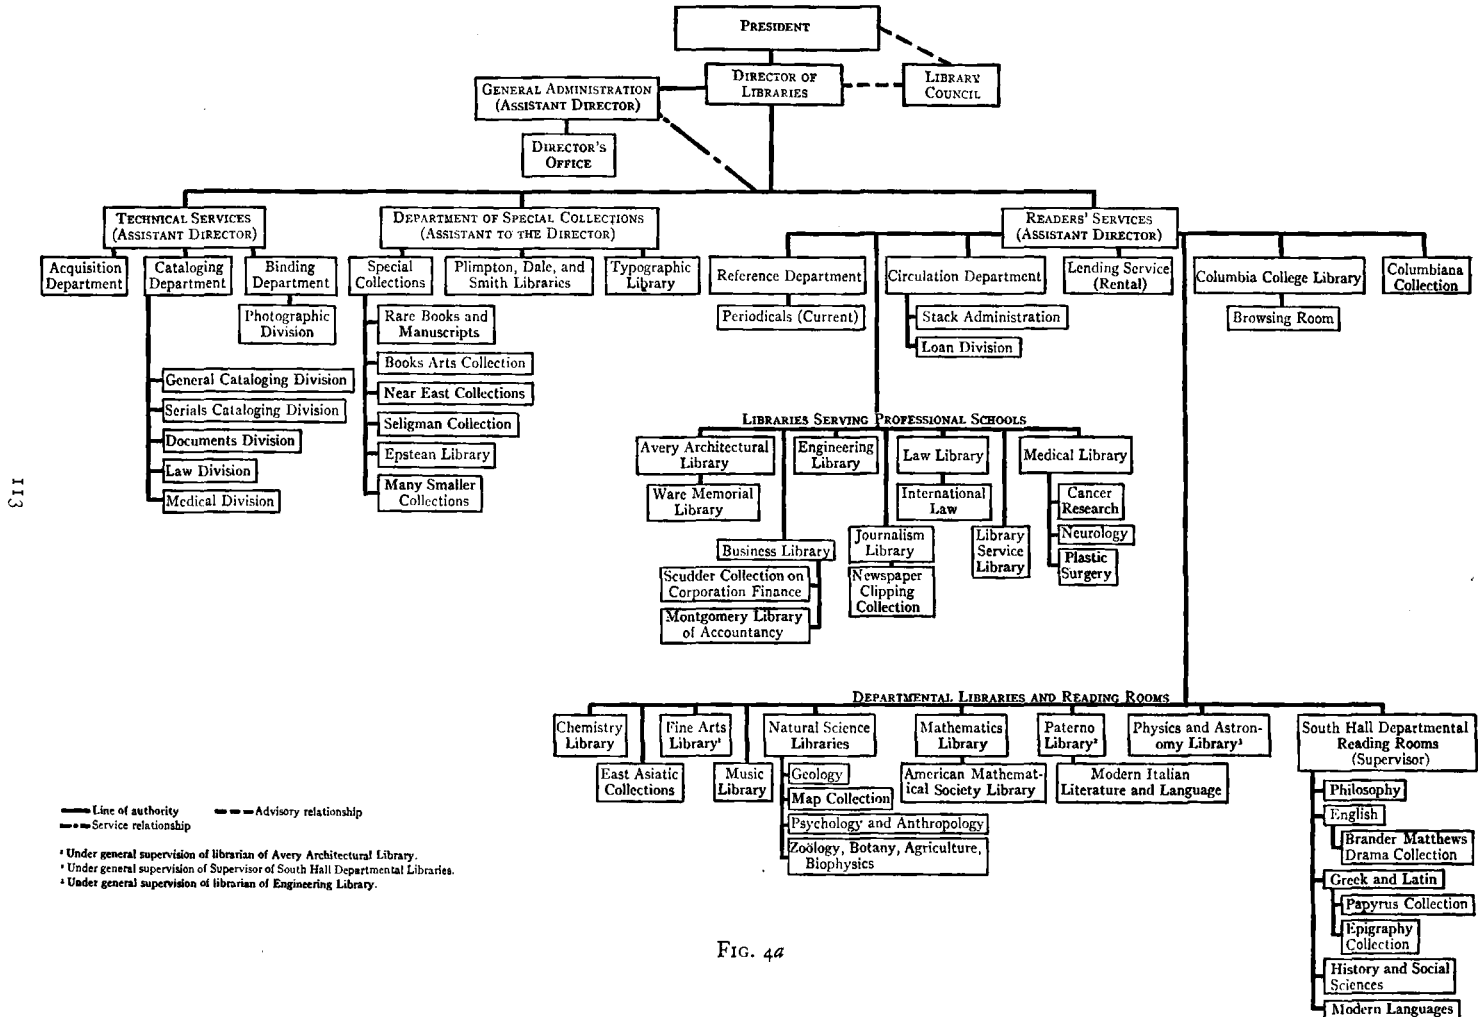 PRESIDENT
DIRECTOR OF
LIBRARIES
LIBRARY
COUNCIL
GENERAL ADMINISTRATION
(ASSISTANT DIRECTOR)
DIRECTOR'S
OFFICE
TECHNICAL SERVICES
(ASSISTANT DIRECTOR)
DEPARTMENT OF SPECIAL COLLECTIONS
(ASSISTANT TO THE DIRECTOR)
READERS' SERVICES
(ASSISTANT DIRECTOR)
Acquisition
Department
Cataloging
Department
Binding
Department
Photographic
Division
General Cataloging Division
Serials Cataloging Division
Documents Division
Law Division
Medical Division
Special
Collections
Plimpton, Dale, and
Smith Libraries
Typographic
Library
Rare Books and
Manuscripts
Books Arts Collection
Near East Collections
Seligman Collection
Epstean Library
Many Smaller
Collections
Reference Department
Periodicals (Current)
Circulation Department
Stack Administration
Loan Division
Lending Service
(Rental)
Columbia College Library
Browsing Room
Columbiana
Collection
LIBRARIES SERVING PROFESSIONAL SCHOOLS
Avery Architectural
Library
Ware Memorial
Library
Engineering
Library
Law Library
International
Law
Medical Library
Cancer
Research
Neurology
Plastic
Surgery
Business Library
Scudder Collection on
Corporation Finance
Montgomery Library
of Accountancy
Journalism
Library
Newspaper
Clipping
Collection
Library
Service
Library
DEPARTMENTAL LIBRARIES AND READING ROOMS
Chemistry
Library
East Asiatic
Collections
Fine Arts
Library¹
Music
Library
Natural Science
Libraries
Geology
Map Collection
Psychology and Anthropology
Zoölogy, Botany, Agriculture,
Biophysics
Mathematics
Library
American Mathemat-
ical Society Library
Paterno
Library²
Modern Italian
Literature and Language
Physics and Astron-
omy Library³
South Hall Departmental
Reading Rooms
(Supervisor)
Philosophy
English
Brander Matthews
Drama Collection
Greek and Latin
Papyrus Collection
Epigraphy
Collection
History and Social
Sciences
Modern Languages
Line of authority
Advisory relationship
Service relationship
¹ Under general supervision of librarian of Avery Architectural Library.
² Under general supervision of Supervisor of South Hall Departmental Libraries.
³ Under general supervision of librarian of Engineering Library.
FIG. 4a
113